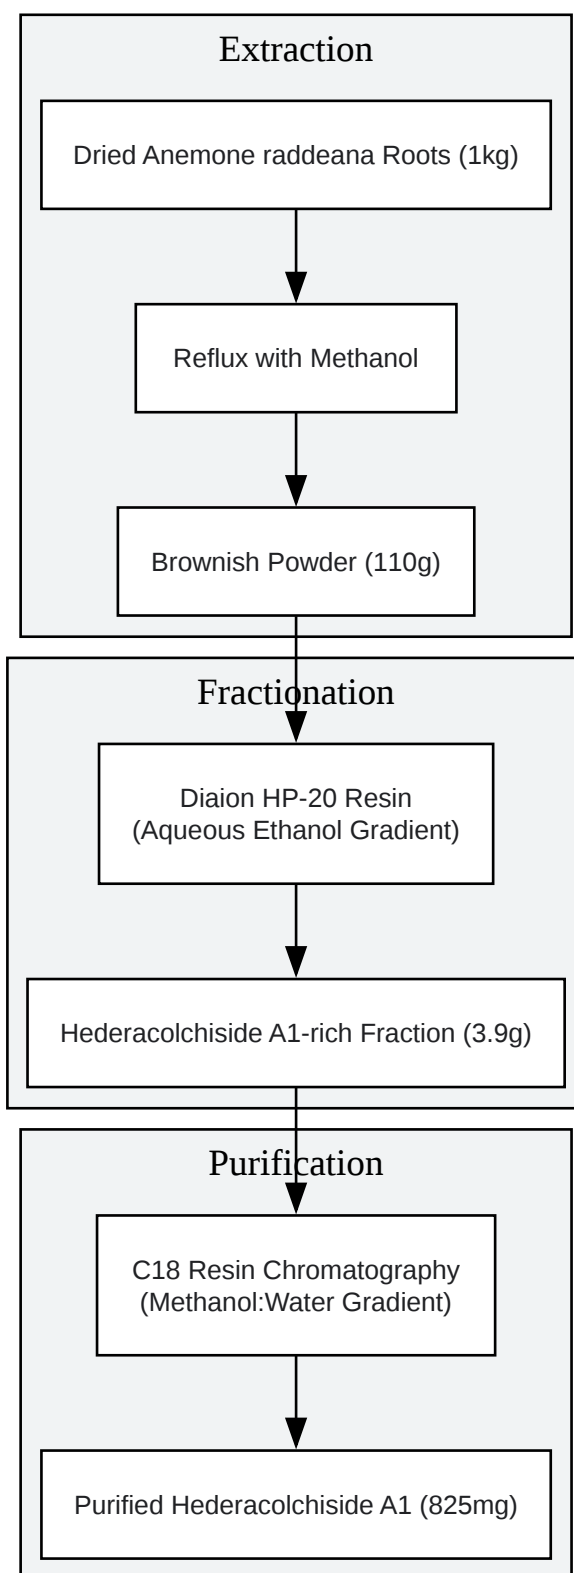 Extraction
Dried Anemone raddeana Roots (1kg)
Reflux with Methanol
Brownish Powder (110g)
Fractionation
Diaion HP-20 Resin
(Aqueous Ethanol Gradient)
Hederacolchiside A1-rich Fraction (3.9g)
Purification
C18 Resin Chromatography
(Methanol:Water Gradient)
Purified Hederacolchiside A1 (825mg)